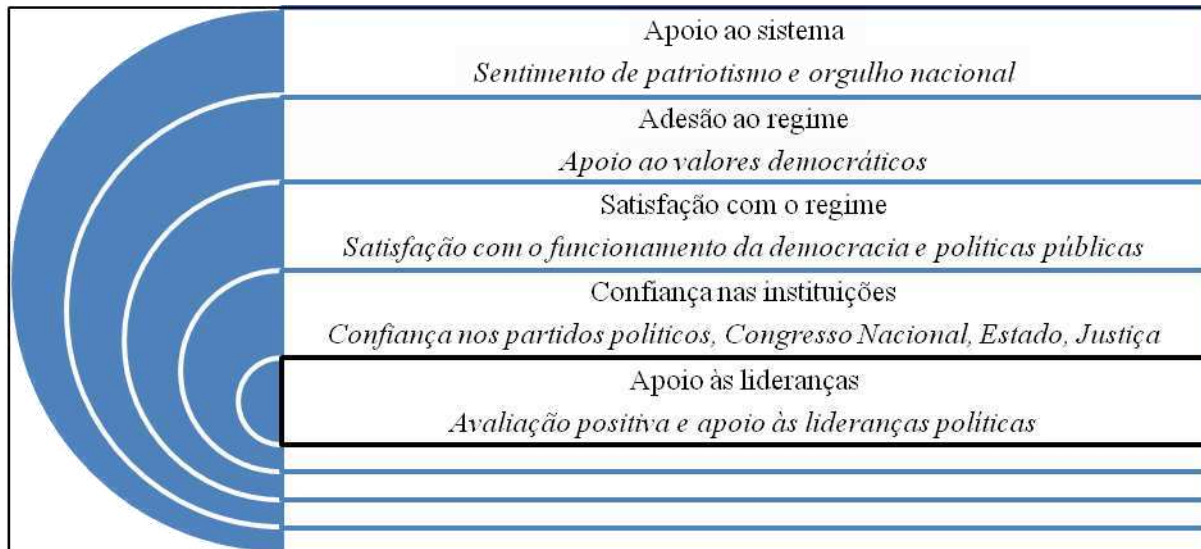 Apoio ao sistema
Sentimento de patriotismo e orgulho nacional
Adesão ao regime
Apoio ao valores democráticos
Satisfação com o regime
Satisfação com o funcionamento da democracia e políticas públicas
Confiança nas instituições
Confiança nos partidos políticos, Congresso Nacional, Estado, Justiça
Apoio às lideranças
Avaliação positiva e apoio às lideranças políticas